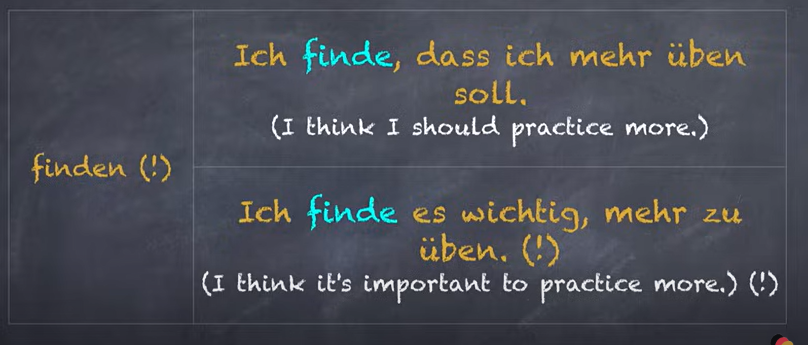 finden (!)
Ich finde, dass ich mehr üben
soll.
(I think I should practice more.)
Ich finde es wichtig, mehr zu
üben. (!)
(I think it's important to practice more.) (!)